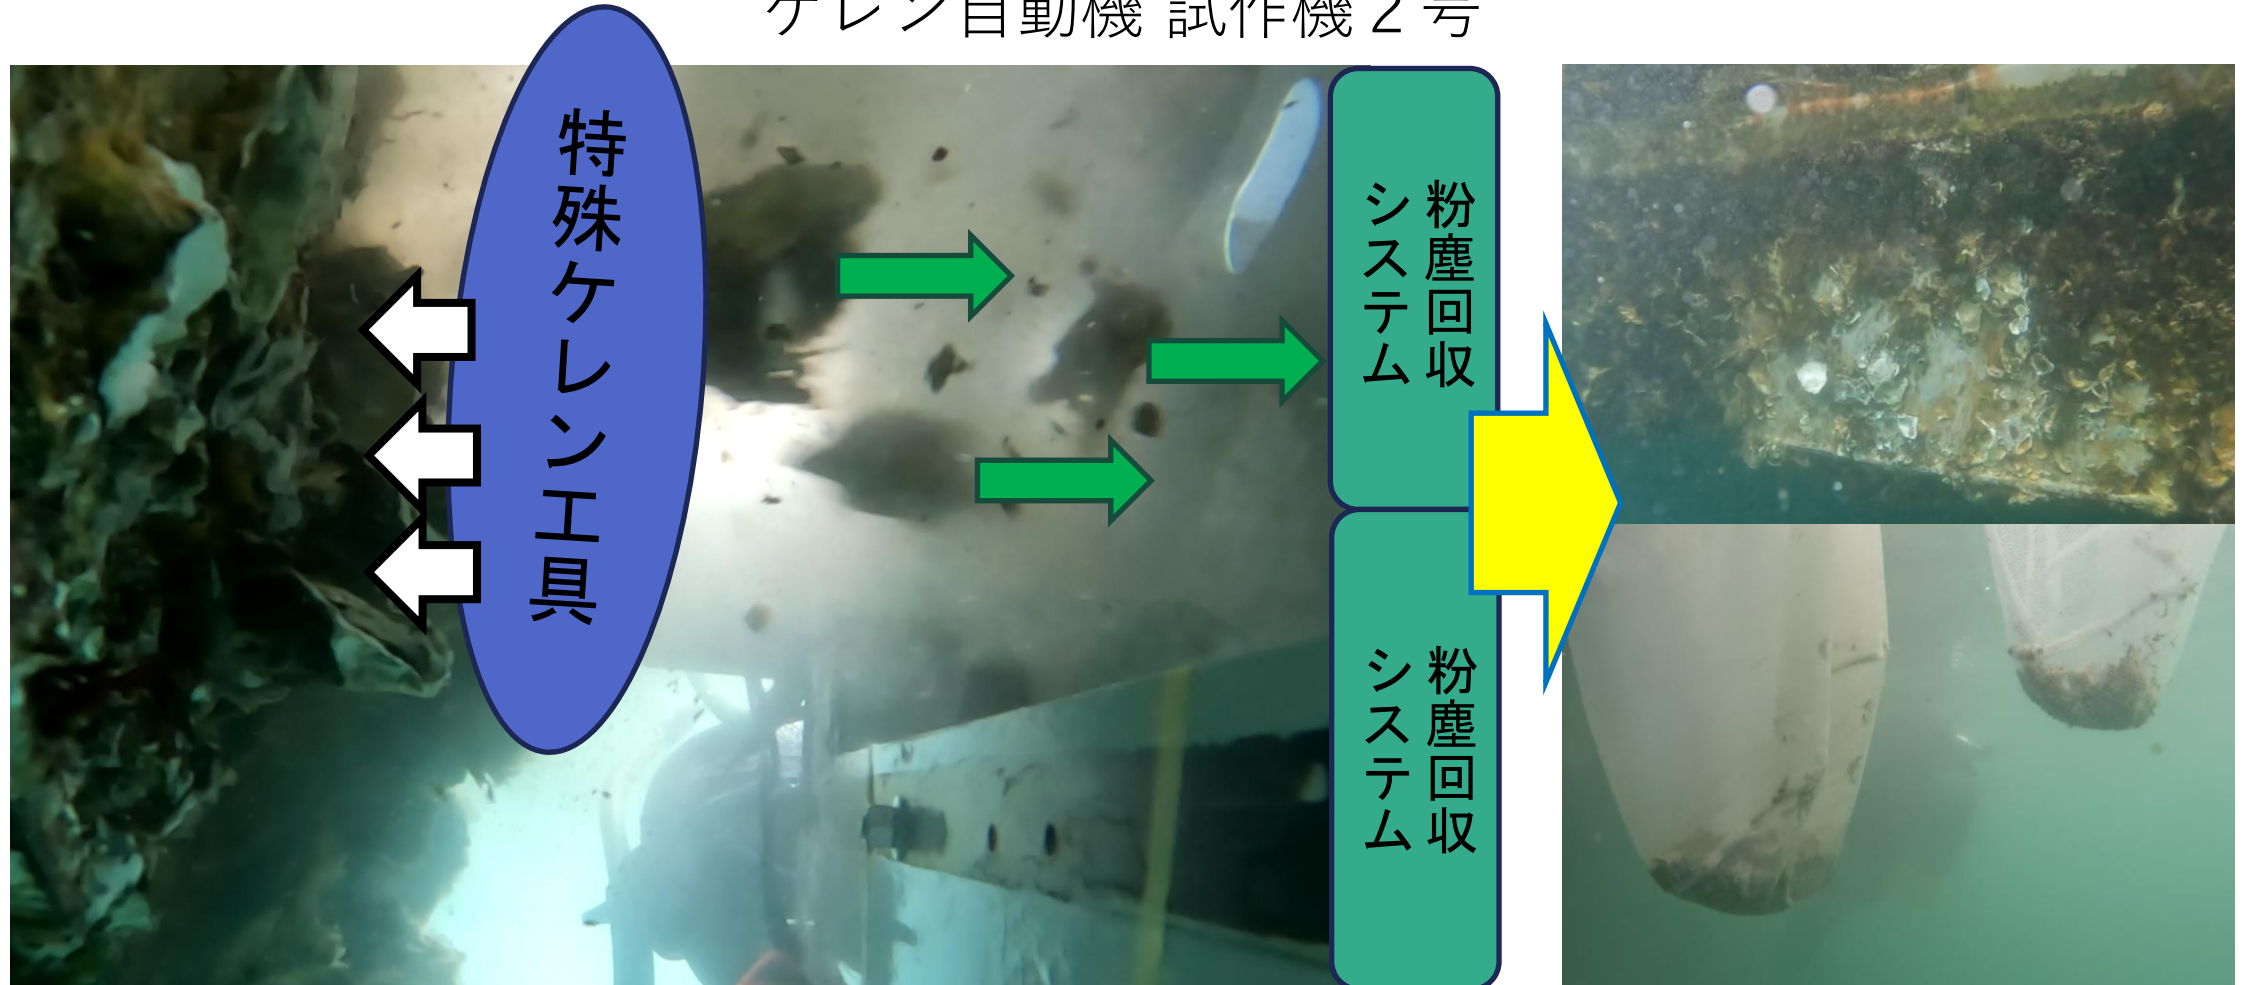 ケレン自動機 試作機２号
特殊ケレン工具
粉塵回収
システム
粉塵回収
システム